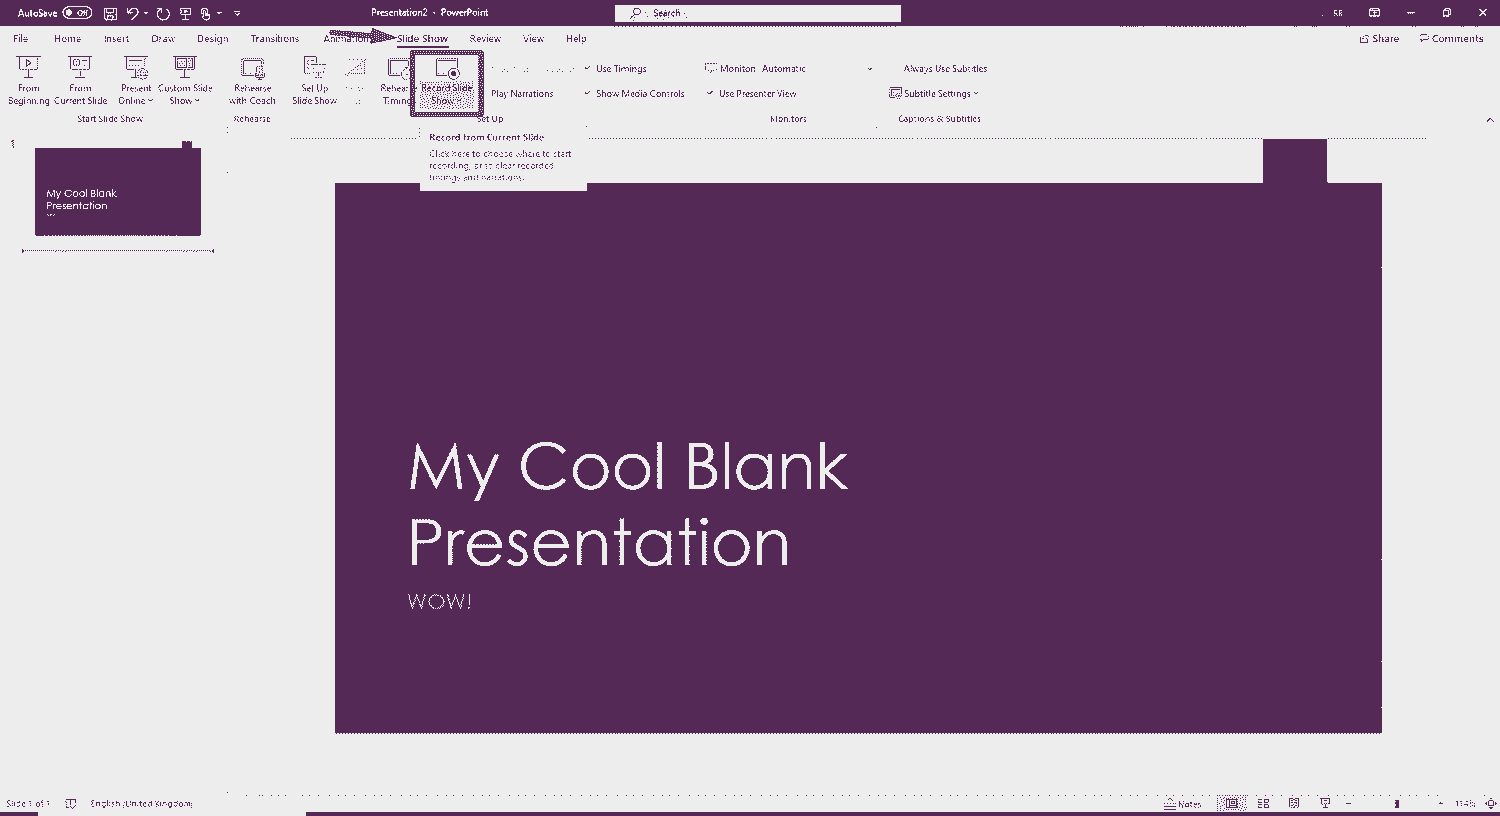 AutoSave Off Presentation2 - PowerPoint Search SB
File Home Insert Draw Design Transitions Animations Slide Show Review View Help Share Comments
From Beginning
From Current Slide
Present Online
Custom Slide Show
Start Slide Show
Rehearse with Coach
Rehearse
Set Up Slide Show
Rehearse Timings
Record Slide Show
Play Narrations
Use Timings
Show Media Controls
Set Up
Monitor: Automatic
Use Presenter View
Monitors
Always Use Subtitles
Subtitle Settings
Captions & Subtitles
Record from Current Slide
Click here to choose where to start
recording, or to clear recorded
timings and narrations.
My Cool Blank
Presentation
My Cool Blank
Presentation
WOW!
Slide 1 of 1 English (United Kingdom) Notes 114%